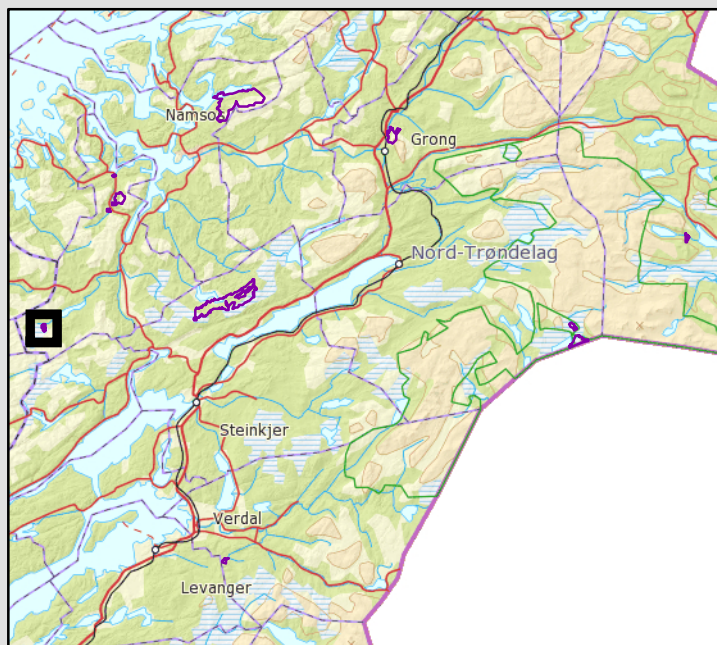 Namsos
Grong
Nord-Trøndelag
Steinkjer
Verdal
Levanger